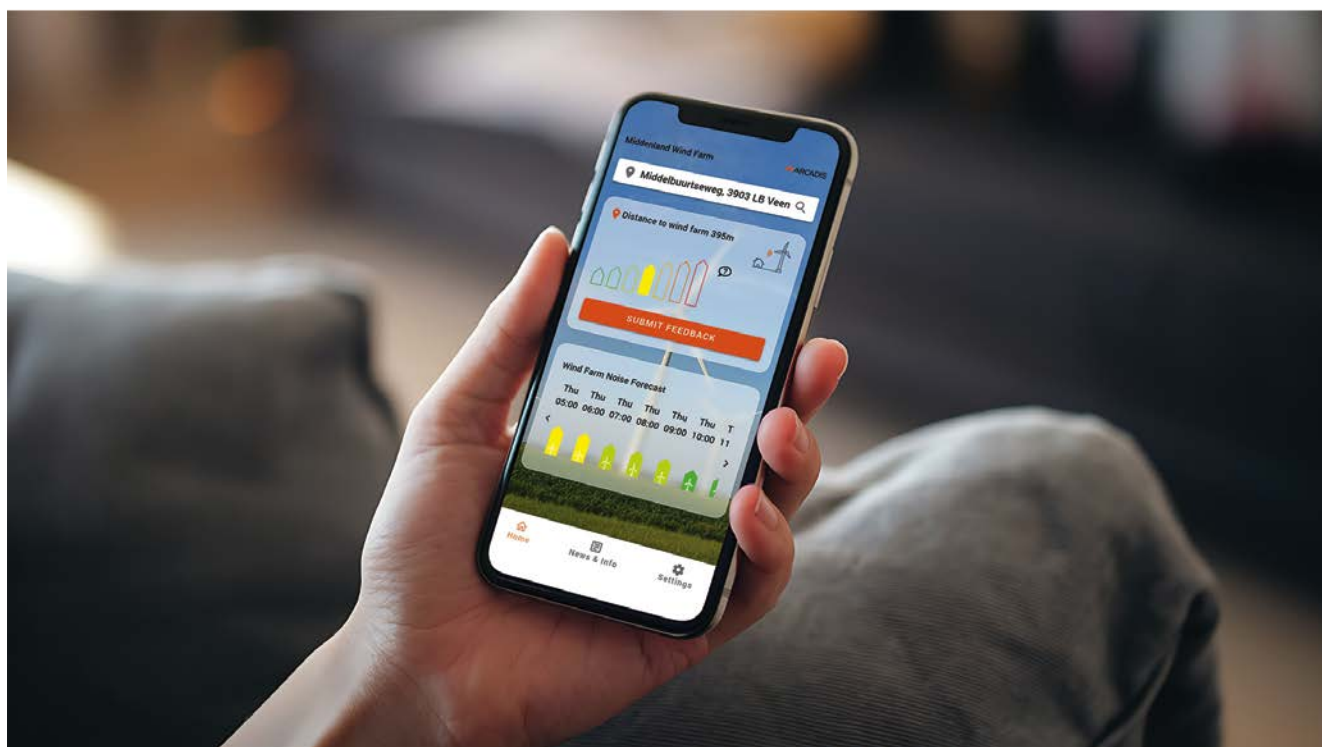 Middenland Wind Farm
ARCADIS
Middelbuurtseweg, 3903 LB Veen
Distance to wind farm 395m
?
SUBMIT FEEDBACK
Wind Farm Noise Forecast
Thu Thu Thu Thu Thu Thu T
05:00 06:00 07:00 08:00 09:00 10:00 11
Home News & Info Settings